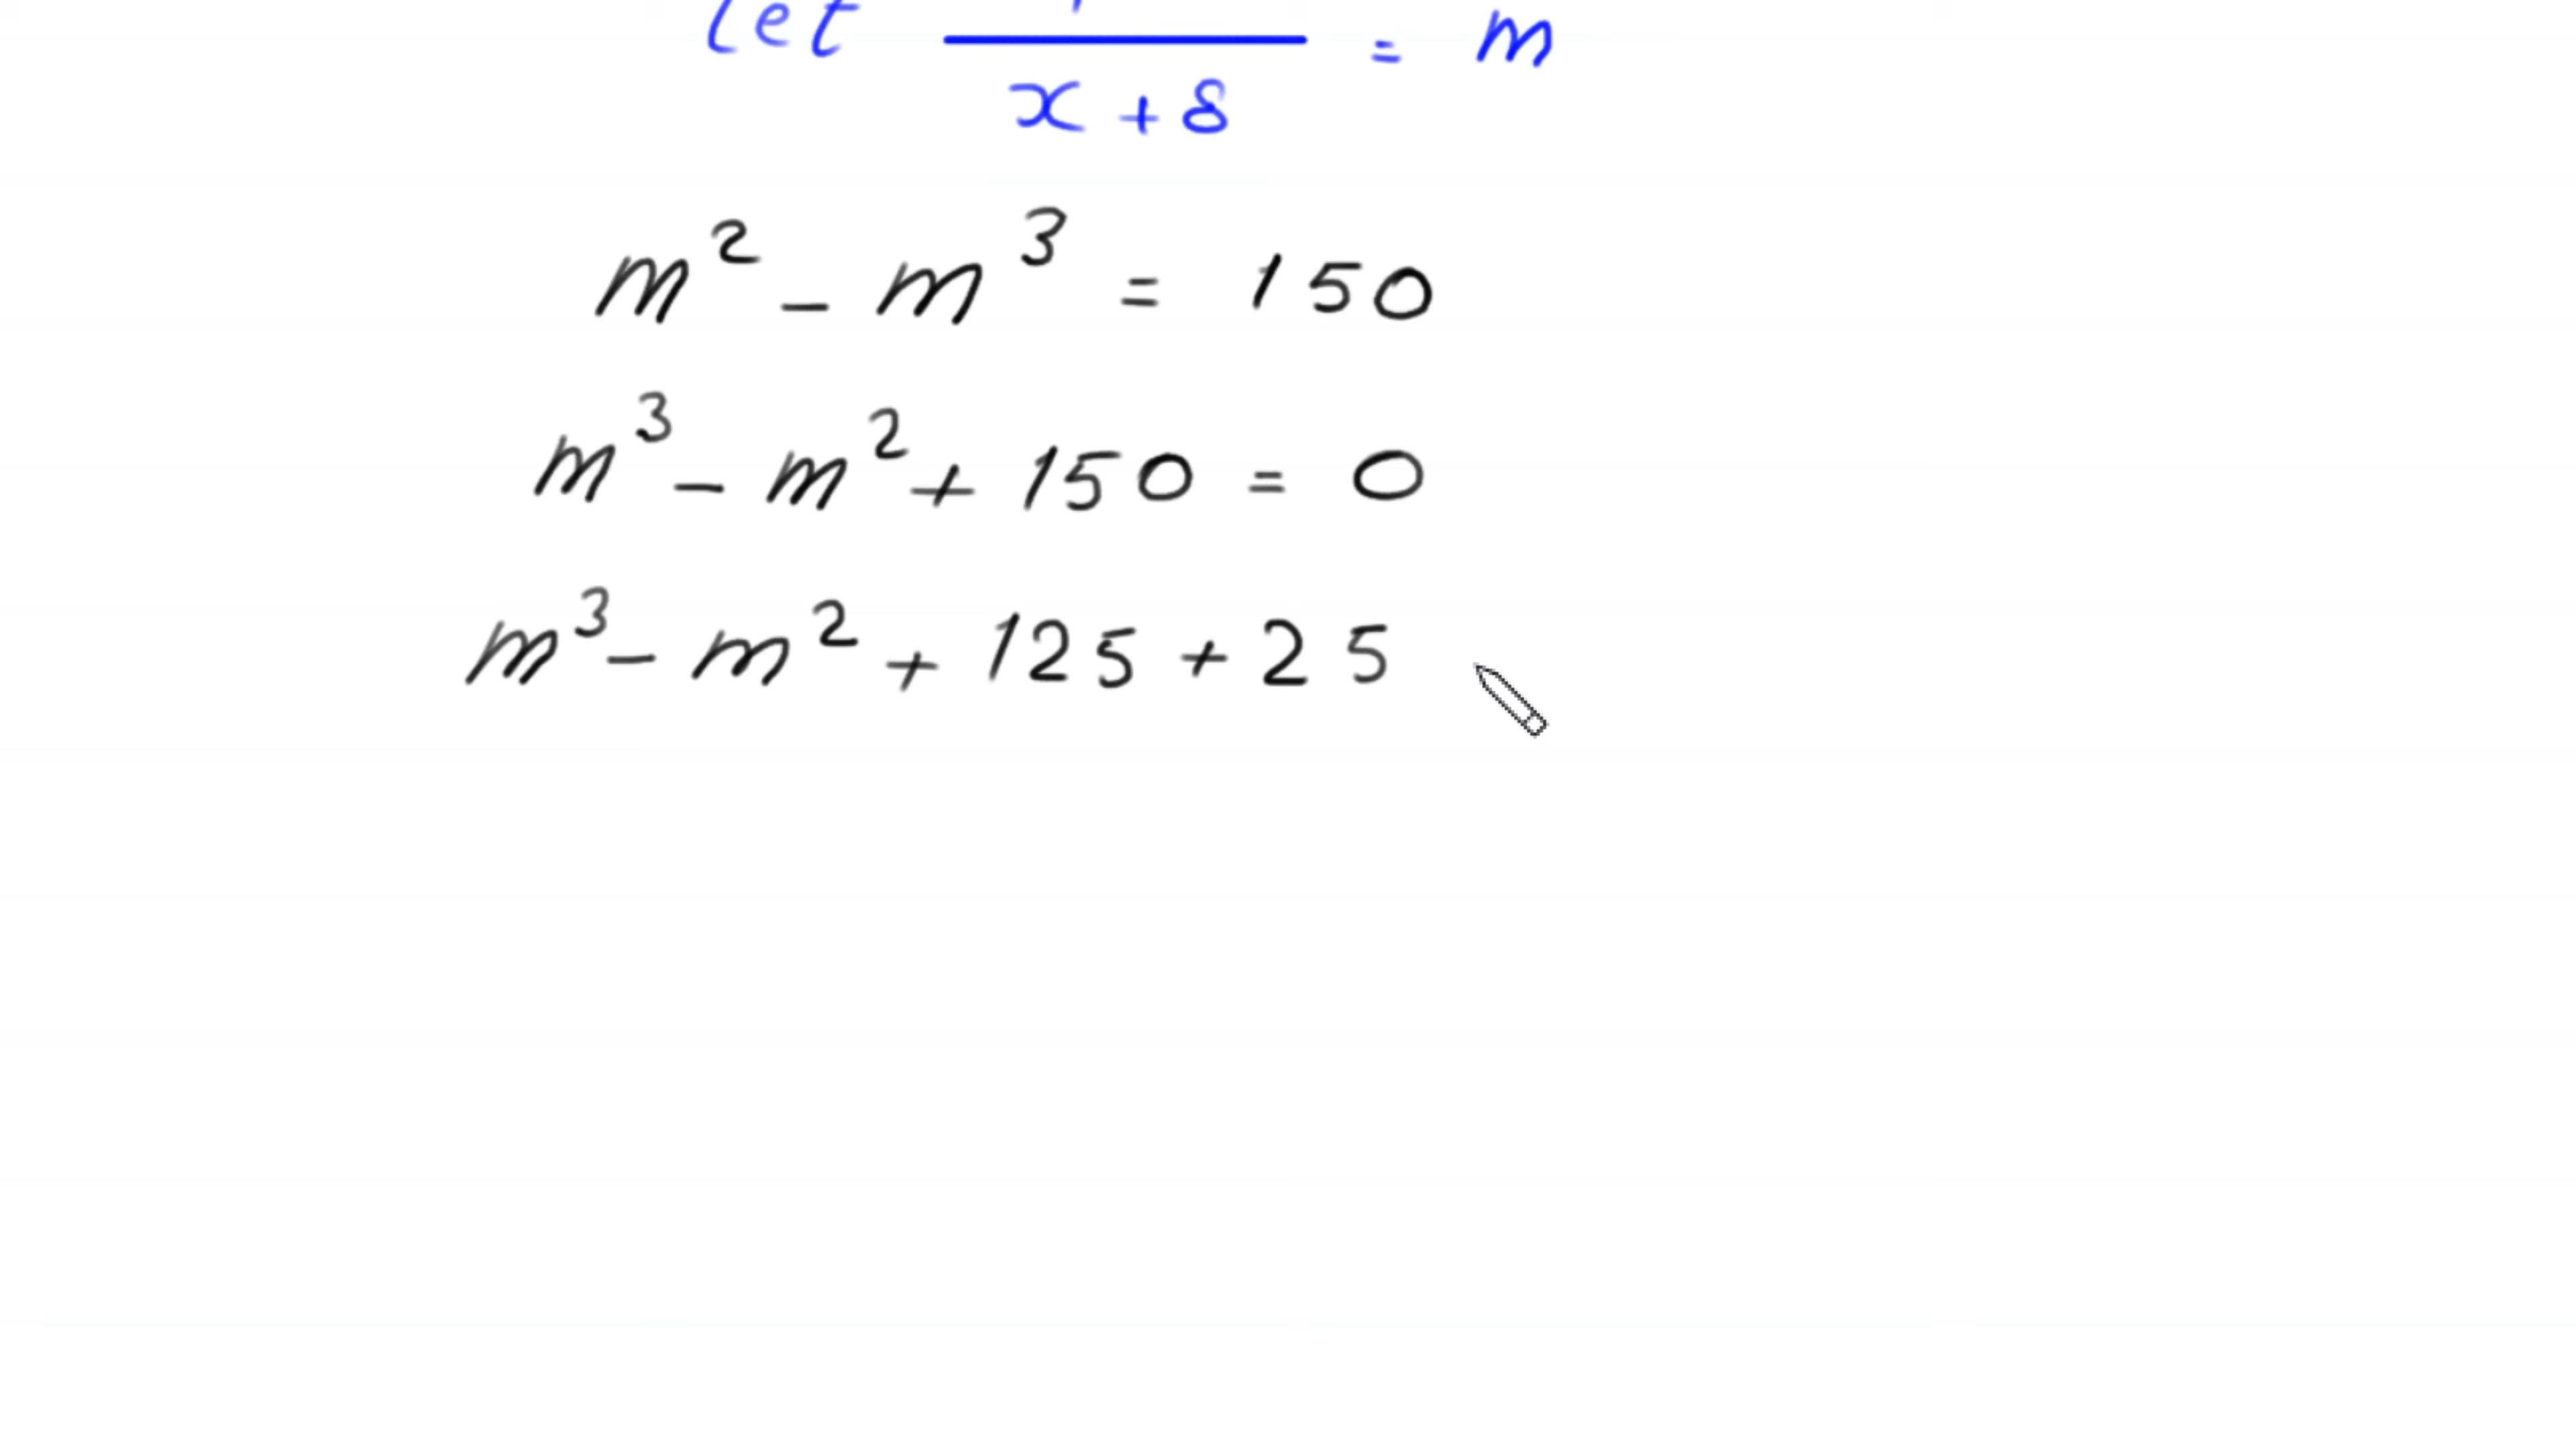 let = m
x + 8
m² - m³ = 150
m³ - m² + 150 = 0
m³ - m² + 125 + 25